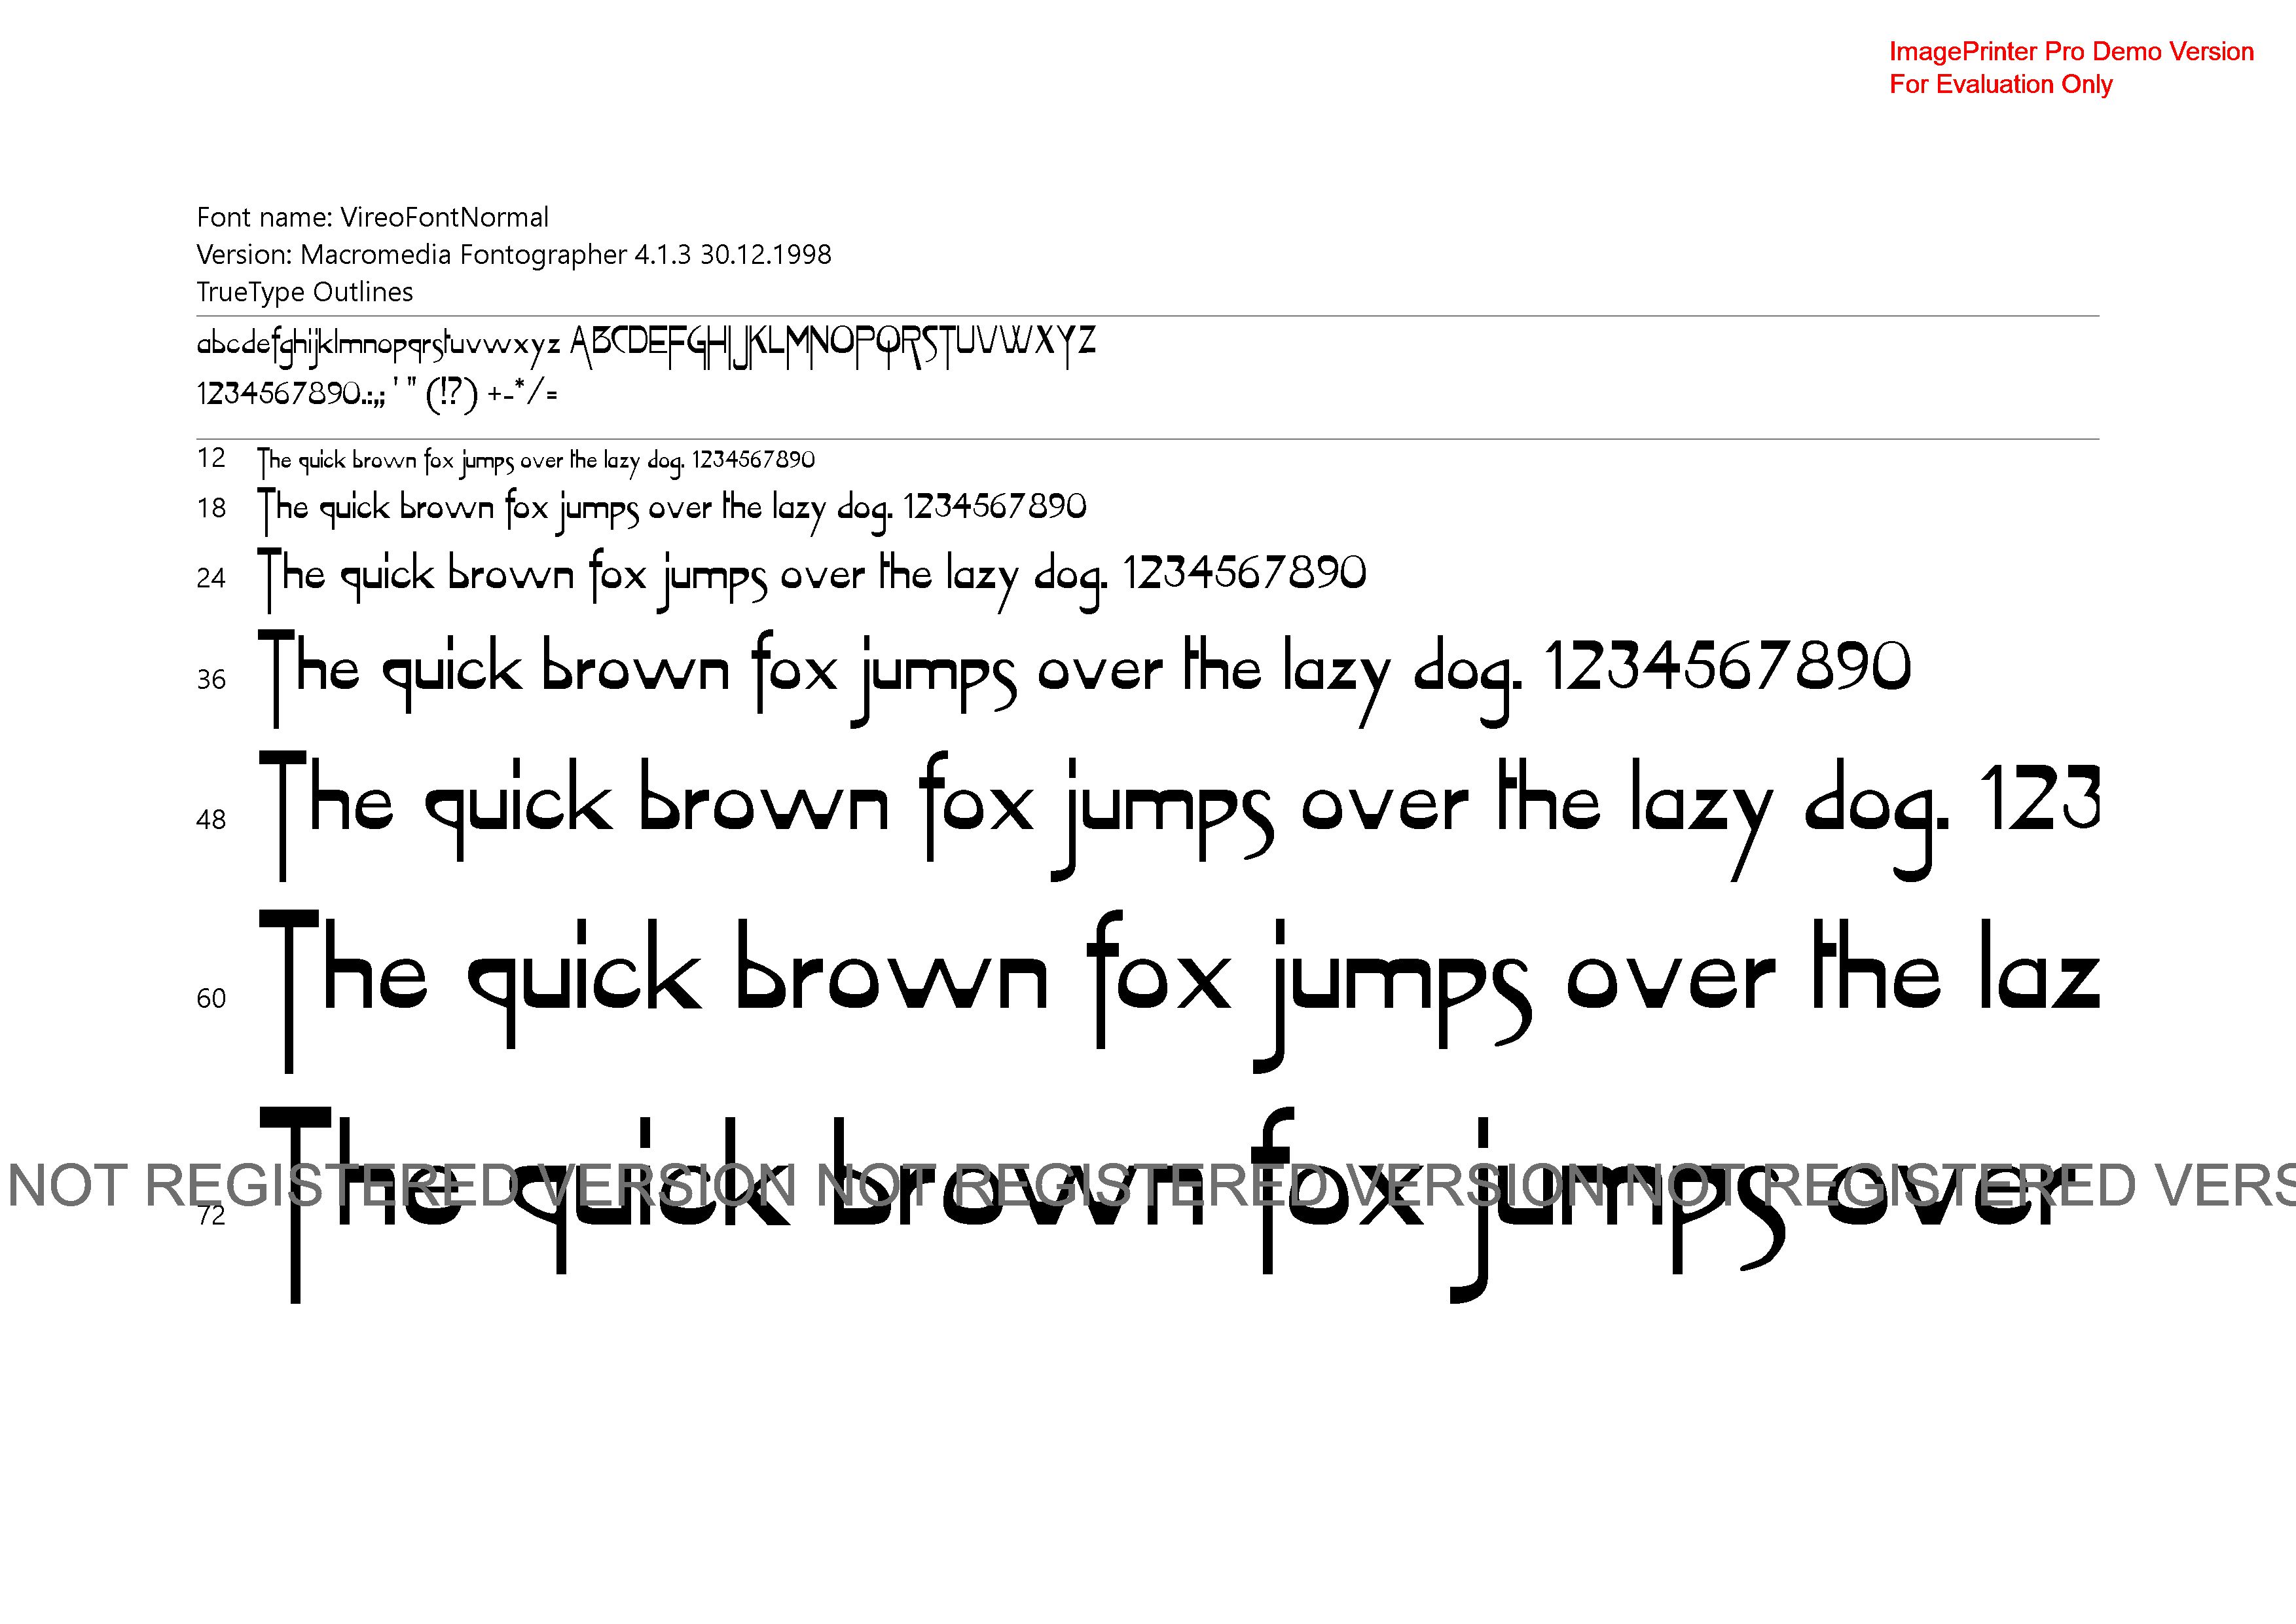 ImagePrinter Pro Demo Version
For Evaluation Only
Font name: VireoFontNormal
Version: Macromedia Fontographer 4.1.3 30.12.1998
TrueType Outlines
abcdefghijklmnopqrstuvwxyz ABCDEFGHIJKLMNOPQRSTUVWXYZ
1234567890.:,; ' " (!?) +-*/=
12 The quick brown fox jumps over the lazy dog. 1234567890
18 The quick brown fox jumps over the lazy dog. 1234567890
24 The quick brown fox jumps over the lazy dog. 1234567890
36 The quick brown fox jumps over the lazy dog. 1234567890
48 The quick brown fox jumps over the lazy dog. 123
60 The quick brown fox jumps over the laz
72 The quick brown fox jumps over
NOT REGISTERED VERSION NOT REGISTERED VERSION NOT REGISTERED VERS